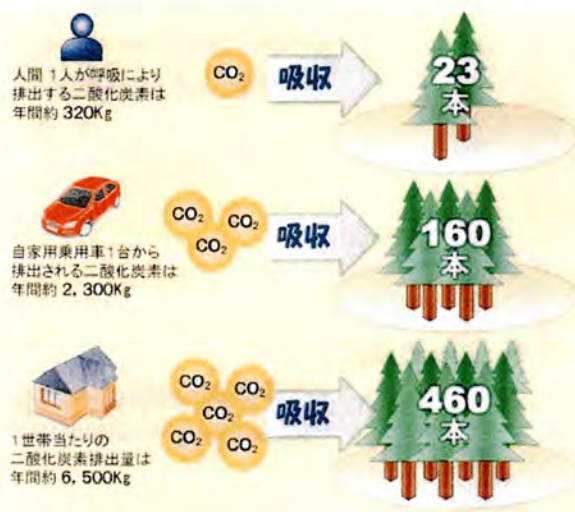 人間 1人が呼吸により
排出する二酸化炭素は
年間約 320Kg
CO₂
吸収
23
本
自家用乗用車1台から
排出される二酸化炭素は
年間約 2,300Kg
CO₂
CO₂
CO₂
吸収
160
本
1世帯当たりの
二酸化炭素排出量は
年間約 6,500Kg
CO₂
CO₂
CO₂
CO₂
CO₂
吸収
460
本